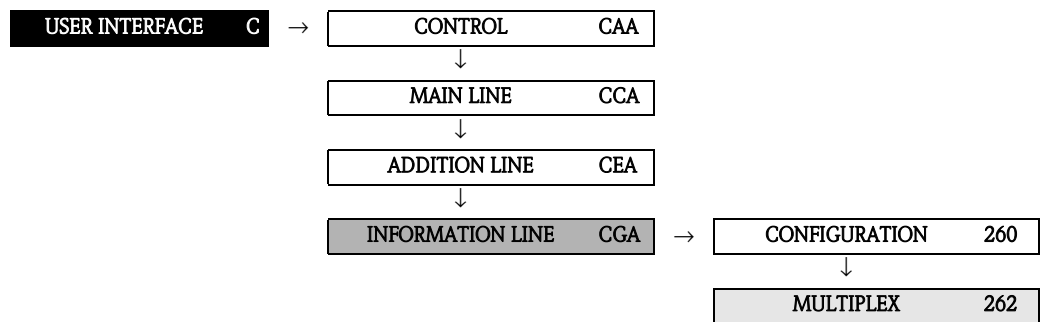 USER INTERFACE C → CONTROL CAA
↓
MAIN LINE CCA
↓
ADDITION LINE CEA
↓
INFORMATION LINE CGA → CONFIGURATION 260
↓
MULTIPLEX 262